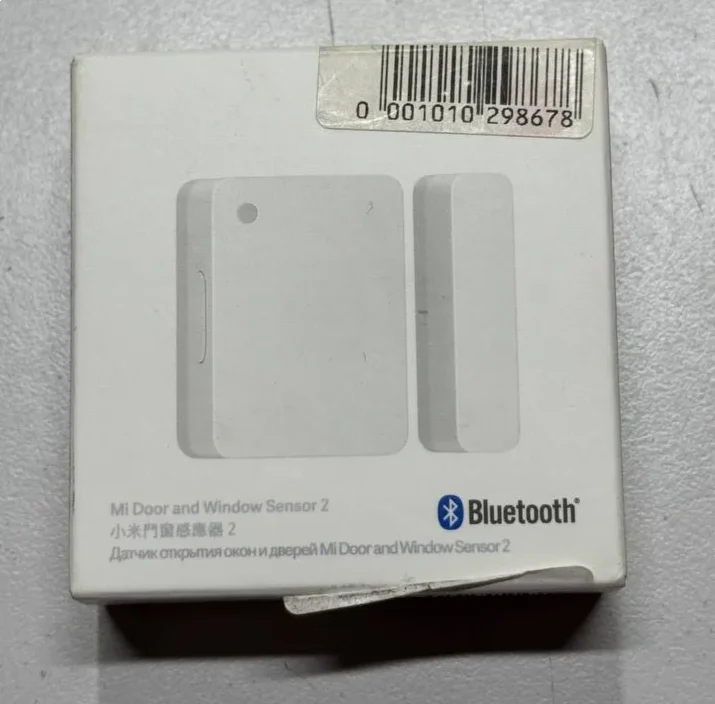 0 001010 298678
Mi Door and Window Sensor 2
Bluetooth®
小米門窗感應器 2
Датчик открытия окон и дверей Mi Door and Window Sensor 2